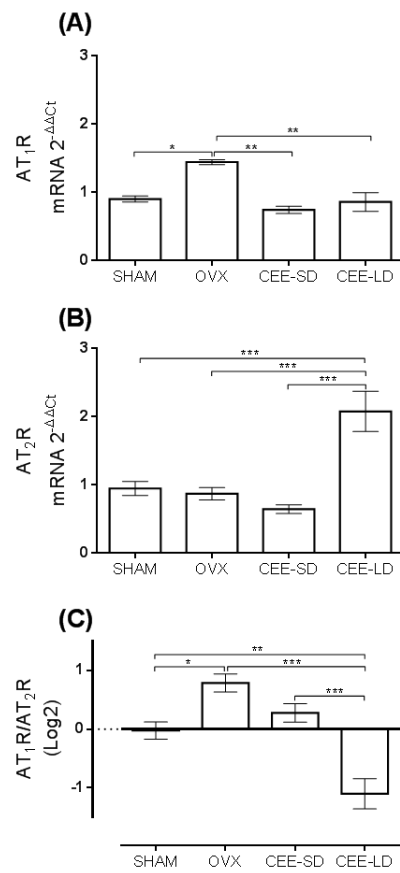 (A)
AT₁R
mRNA 2^-ΔΔCt
3
2
1
0
* ** **
SHAM OVX CEE-SD CEE-LD
(B)
AT₂R
mRNA 2^-ΔΔCt
3
2
1
0
***
***
***
SHAM OVX CEE-SD CEE-LD
(C)
AT₁R/AT₂R
(Log2)
1
0
-1
**
* ***
***
SHAM OVX CEE-SD CEE-LD